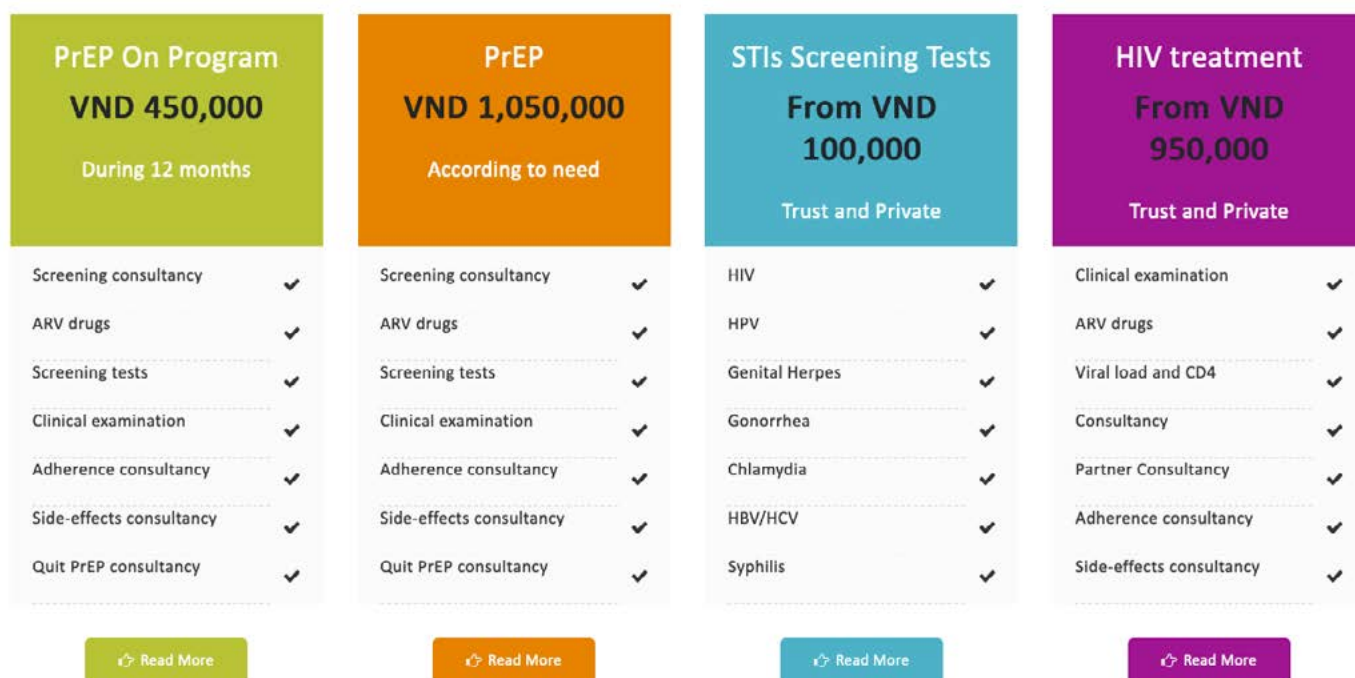 PrEP On Program
VND 450,000
During 12 months
Screening consultancy
ARV drugs
Screening tests
Clinical examination
Adherence consultancy
Side-effects consultancy
Quit PrEP consultancy
Read More
PrEP
VND 1,050,000
According to need
Screening consultancy
ARV drugs
Screening tests
Clinical examination
Adherence consultancy
Side-effects consultancy
Quit PrEP consultancy
Read More
STIs Screening Tests
From VND
100,000
Trust and Private
HIV
HPV
Genital Herpes
Gonorrhea
Chlamydia
HBV/HCV
Syphilis
Read More
HIV treatment
From VND
950,000
Trust and Private
Clinical examination
ARV drugs
Viral load and CD4
Consultancy
Partner Consultancy
Adherence consultancy
Side-effects consultancy
Read More